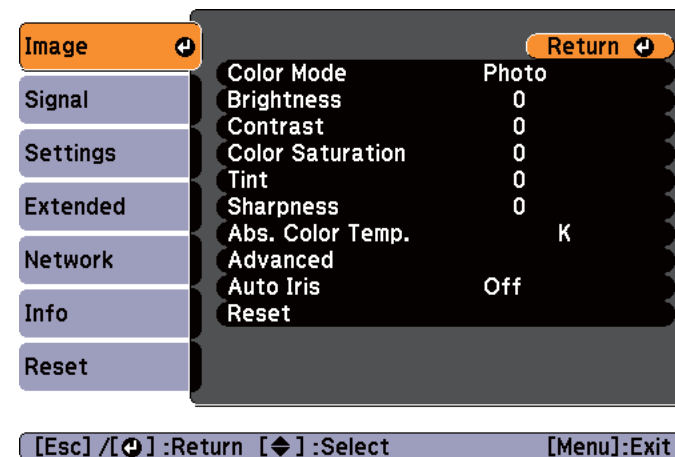 Image
Signal
Settings
Extended
Network
Info
Reset
Return
Color Mode Photo
Brightness 0
Contrast 0
Color Saturation 0
Tint 0
Sharpness 0
Abs. Color Temp. K
Advanced
Auto Iris Off
Reset
[Esc] /[ ] :Return [ ] :Select [Menu]:Exit